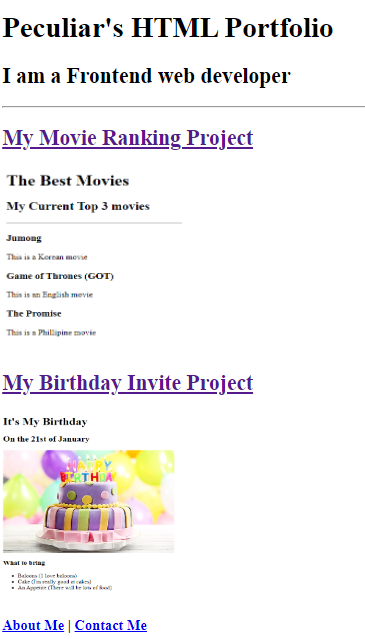 Peculiar's HTML Portfolio
I am a Frontend web developer
My Movie Ranking Project
The Best Movies
My Current Top 3 movies
Jumong
This is a Korean movie
Game of Thrones (GOT)
This is an English movie
The Promise
This is a Phillipine movie
My Birthday Invite Project
It's My Birthday
On the 21st of January
HAPPY
BIRTHDAY
What to bring
Baloons (I love baloons)
Cake (I'm really good at cakes)
An Appetite (There will be lots of food)
About Me | Contact Me